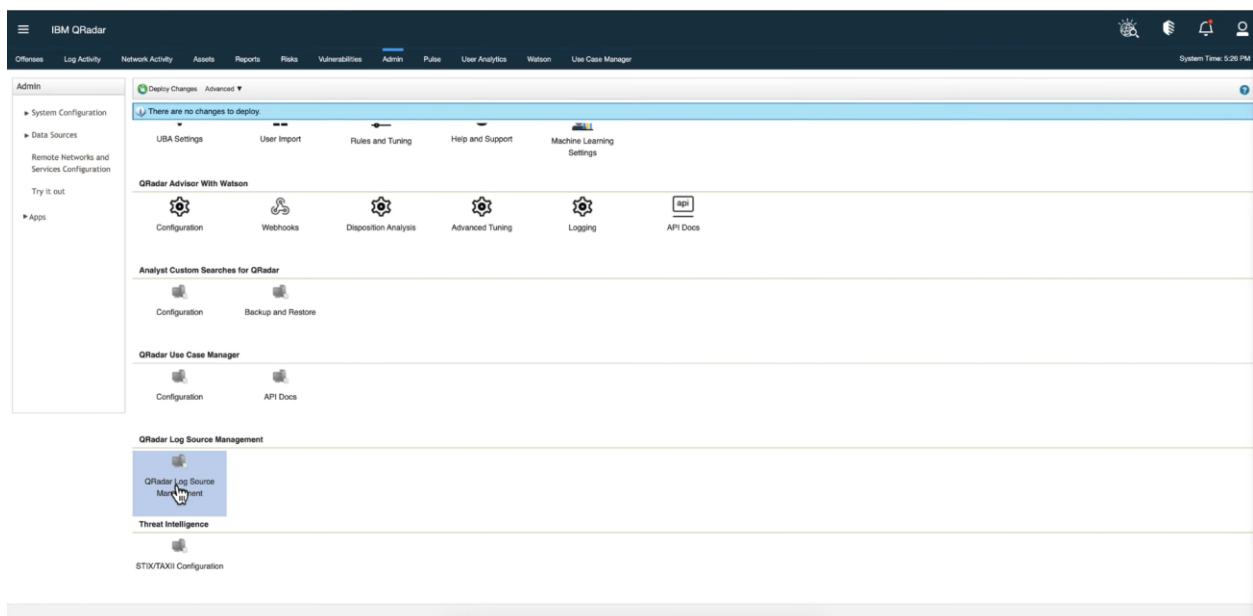 IBM QRadar
Offenses Log Activity Network Activity Assets Reports Risks Vulnerabilities Admin Pulse User Analytics Watson Use Case Manager System Time: 5:26 PM
Admin
Deploy Changes Advanced ▼
There are no changes to deploy.
▶ System Configuration
▶ Data Sources
Remote Networks and
Services Configuration
Try it out
▶ Apps
UBA Settings User Import Rules and Tuning Help and Support Machine Learning
Settings
QRadar Advisor With Watson
api
Configuration Webhooks Disposition Analysis Advanced Tuning Logging API Docs
Analyst Custom Searches for QRadar
Configuration Backup and Restore
QRadar Use Case Manager
Configuration API Docs
QRadar Log Source Management
QRadar Log Source
Management
Threat Intelligence
STIX/TAXII Configuration